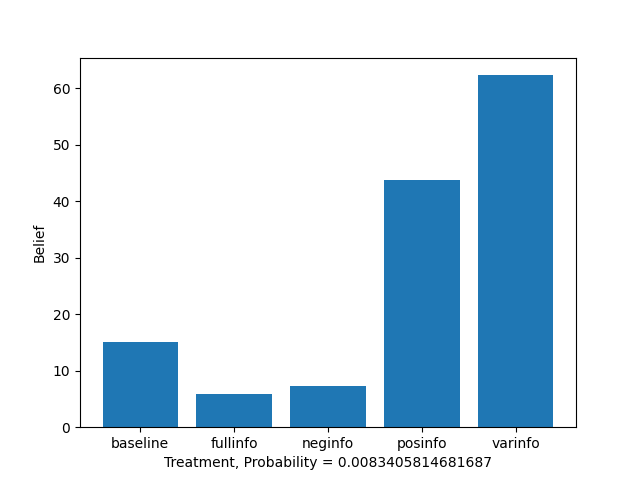 60
50
40
30
20
10
0
Belief
baseline fullinfo neginfo posinfo varinfo
Treatment, Probability = 0.0083405814681687